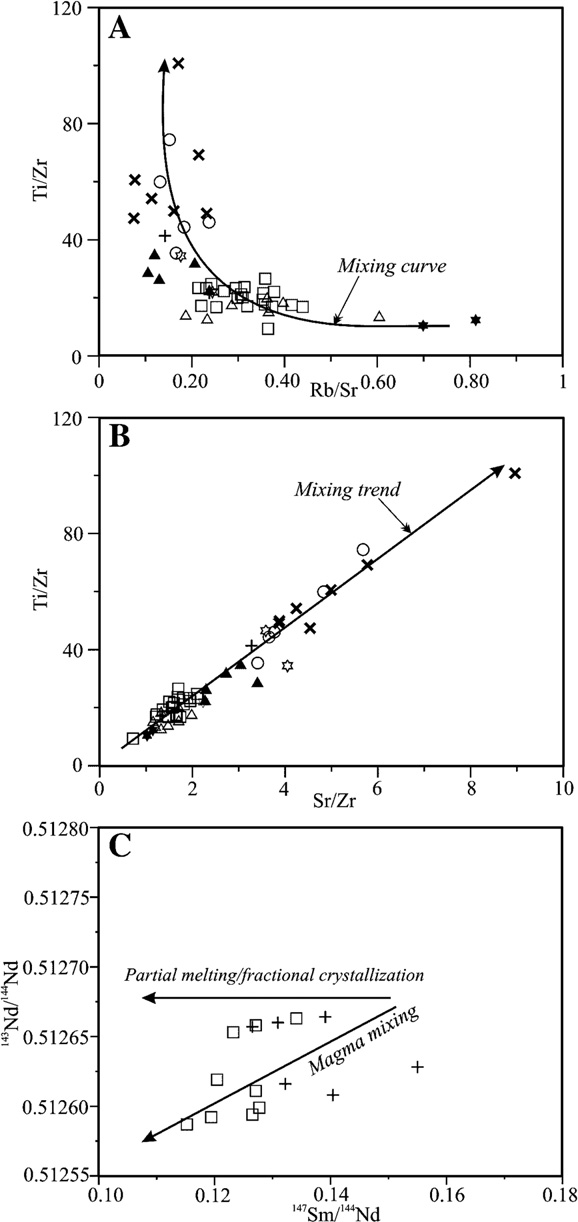 A
120
80
40
0
Ti/Zr
Mixing curve
0
0.20
0.40
0.60
0.80
1
Rb/Sr
B
120
80
40
0
Ti/Zr
Mixing trend
0
2
4
6
8
10
Sr/Zr
C
0.51280
0.51275
0.51270
0.51265
0.51260
0.51255
¹⁴³Nd/¹⁴⁴Nd
Partial melting/fractional crystallization
Magma mixing
0.10
0.12
0.14
0.16
0.18
¹⁴⁷Sm/¹⁴⁴Nd